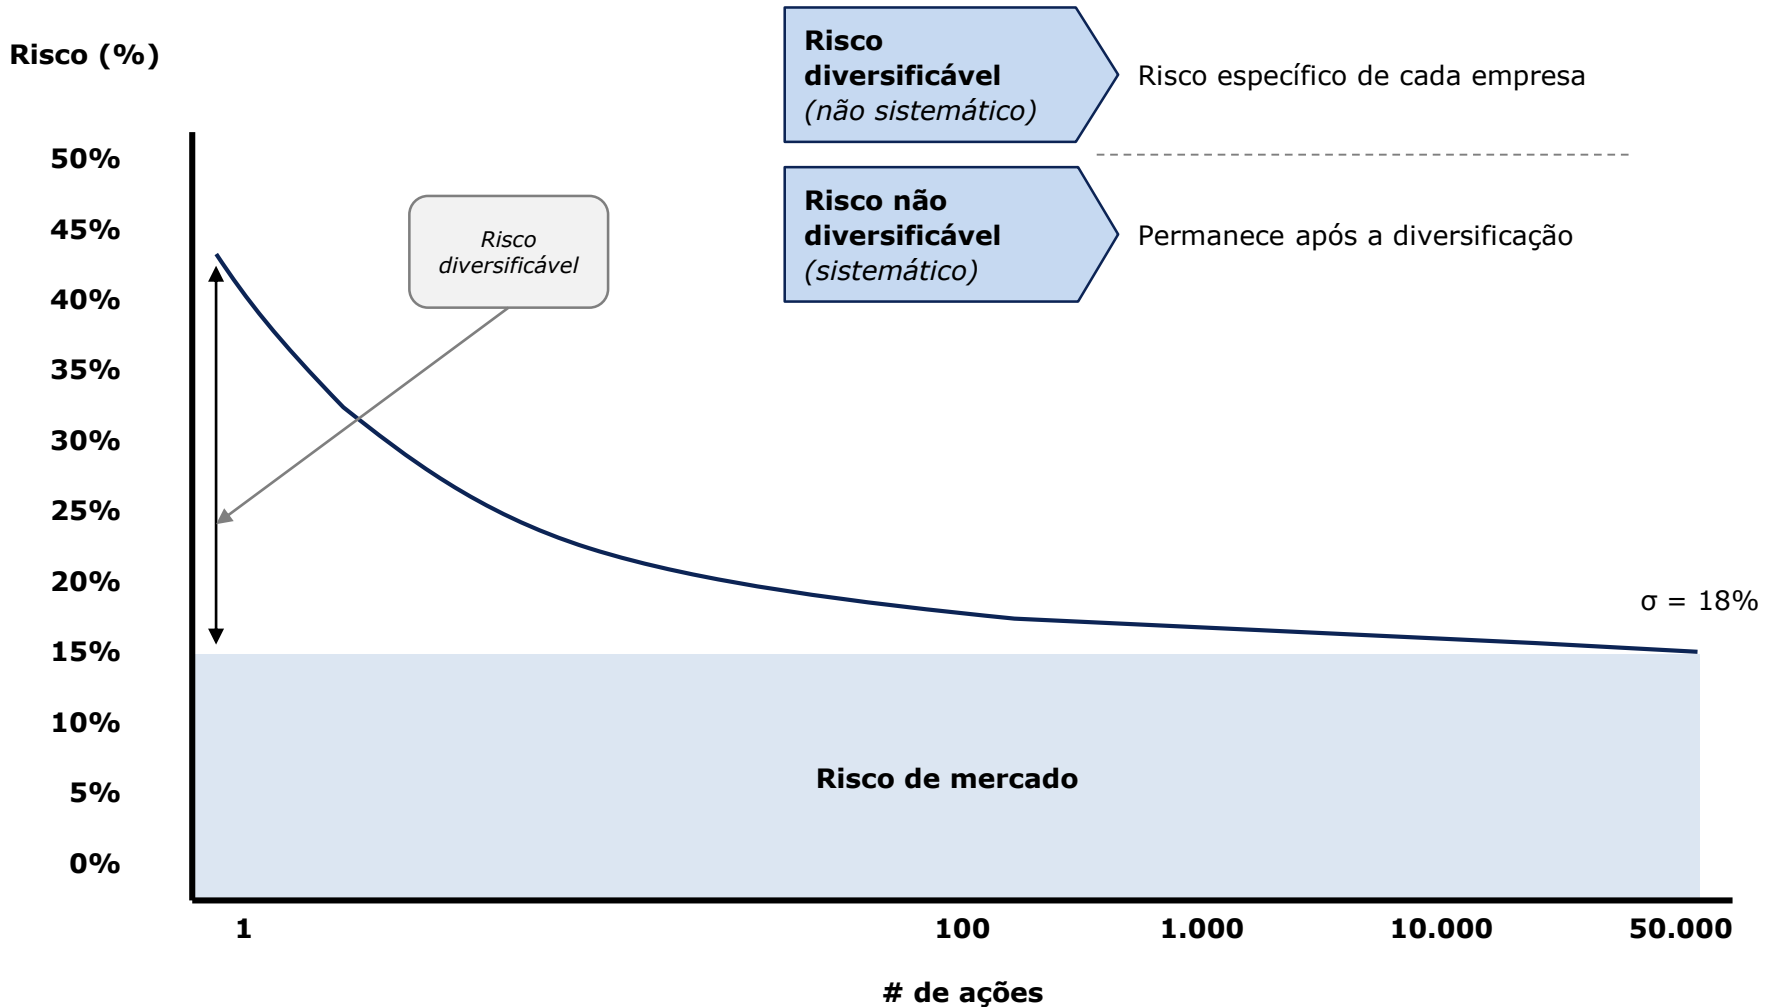 Risco (%)
Risco
diversificável
(não sistemático)
Risco específico de cada empresa
Risco não
diversificável
(sistemático)
Permanece após a diversificação
50%
45%
40%
35%
30%
25%
20%
15%
10%
5%
0%
Risco
diversificável
σ = 18%
Risco de mercado
1
100
1.000
10.000
50.000
# de ações